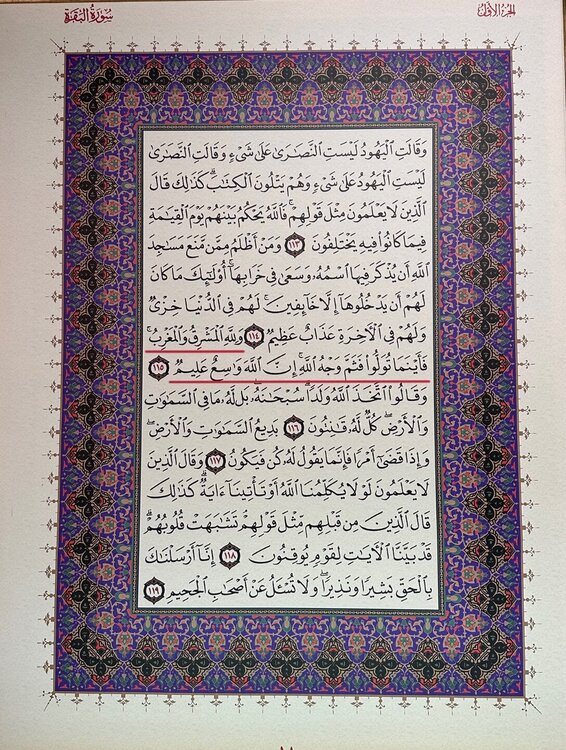 الجزء الأول
سورة البقرة
وَقَالَتِ ٱلْيَهُودُ لَيْسَتِ ٱلنَّصَٰرَىٰ عَلَىٰ شَىْءٍ وَقَالَتِ ٱلنَّصَٰرَىٰ
لَيْسَتِ ٱلْيَهُودُ عَلَىٰ شَىْءٍ وَهُمْ يَتْلُونَ ٱلْكِتَٰبَۗ كَذَٰلِكَ قَالَ
ٱلَّذِينَ لَا يَعْلَمُونَ مِثْلَ قَوْلِهِمْۚ فَٱللَّهُ يَحْكُمُ بَيْنَهُمْ يَوْمَ ٱلْقِيَٰمَةِ
فِيمَا كَانُوا۟ فِيهِ يَخْتَلِفُونَ ١١٣ وَمَنْ أَظْلَمُ مِمَّن مَّنَعَ مَسَٰجِدَ
ٱللَّهِ أَن يُذْكَرَ فِيهَا ٱسْمُهُۥ وَسَعَىٰ فِى خَرَابِهَآۚ أُو۟لَٰٓئِكَ مَا كَانَ
لَهُمْ أَن يَدْخُلُوهَآ إِلَّا خَآئِفِينَۚ لَهُمْ فِى ٱلدُّنْيَا خِزْىٌ
وَلَهُمْ فِى ٱلْءَاخِرَةِ عَذَابٌ عَظِيمٌ ١١٤ وَلِلَّهِ ٱلْمَشْرِقُ وَٱلْمَغْرِبُۚ
فَأَيْنَمَا تُوَلُّوا۟ فَثَمَّ وَجْهُ ٱللَّهِۚ إِنَّ ٱللَّهَ وَٰسِعٌ عَلِيمٌ ١١٥
وَقَالُوا۟ ٱتَّخَذَ ٱللَّهُ وَلَدًاۗ سُبْحَٰنَهُۥۖ بَل لَّهُۥ مَا فِى ٱلسَّمَٰوَٰتِ
وَٱلْأَرْضِۖ كُلٌّ لَّهُۥ قَٰنِتُونَ ١١٦ بَدِيعُ ٱلسَّمَٰوَٰتِ وَٱلْأَرْضِۖ
وَإِذَا قَضَىٰٓ أَمْرًا فَإِنَّمَا يَقُولُ لَهُۥ كُن فَيَكُونُ ١١٧ وَقَالَ ٱلَّذِينَ
لَا يَعْلَمُونَ لَوْلَا يُكَلِّمُنَا ٱللَّهُ أَوْ تَأْتِينَآ ءَايَةٌۗ كَذَٰلِكَ
قَالَ ٱلَّذِينَ مِن قَبْلِهِم مِّثْلَ قَوْلِهِمْۘ تَشَٰبَهَتْ قُلُوبُهُمْۗ
قَدْ بَيَّنَّا ٱلْءَايَٰتِ لِقَوْمٍ يُوقِنُونَ ١١٨ إِنَّآ أَرْسَلْنَٰكَ
بِٱلْحَقِّ بَشِيرًا وَنَذِيرًاۖ وَلَا تُسْـَٔلُ عَنْ أَصْحَٰبِ ٱلْجَحِيمِ ١١٩